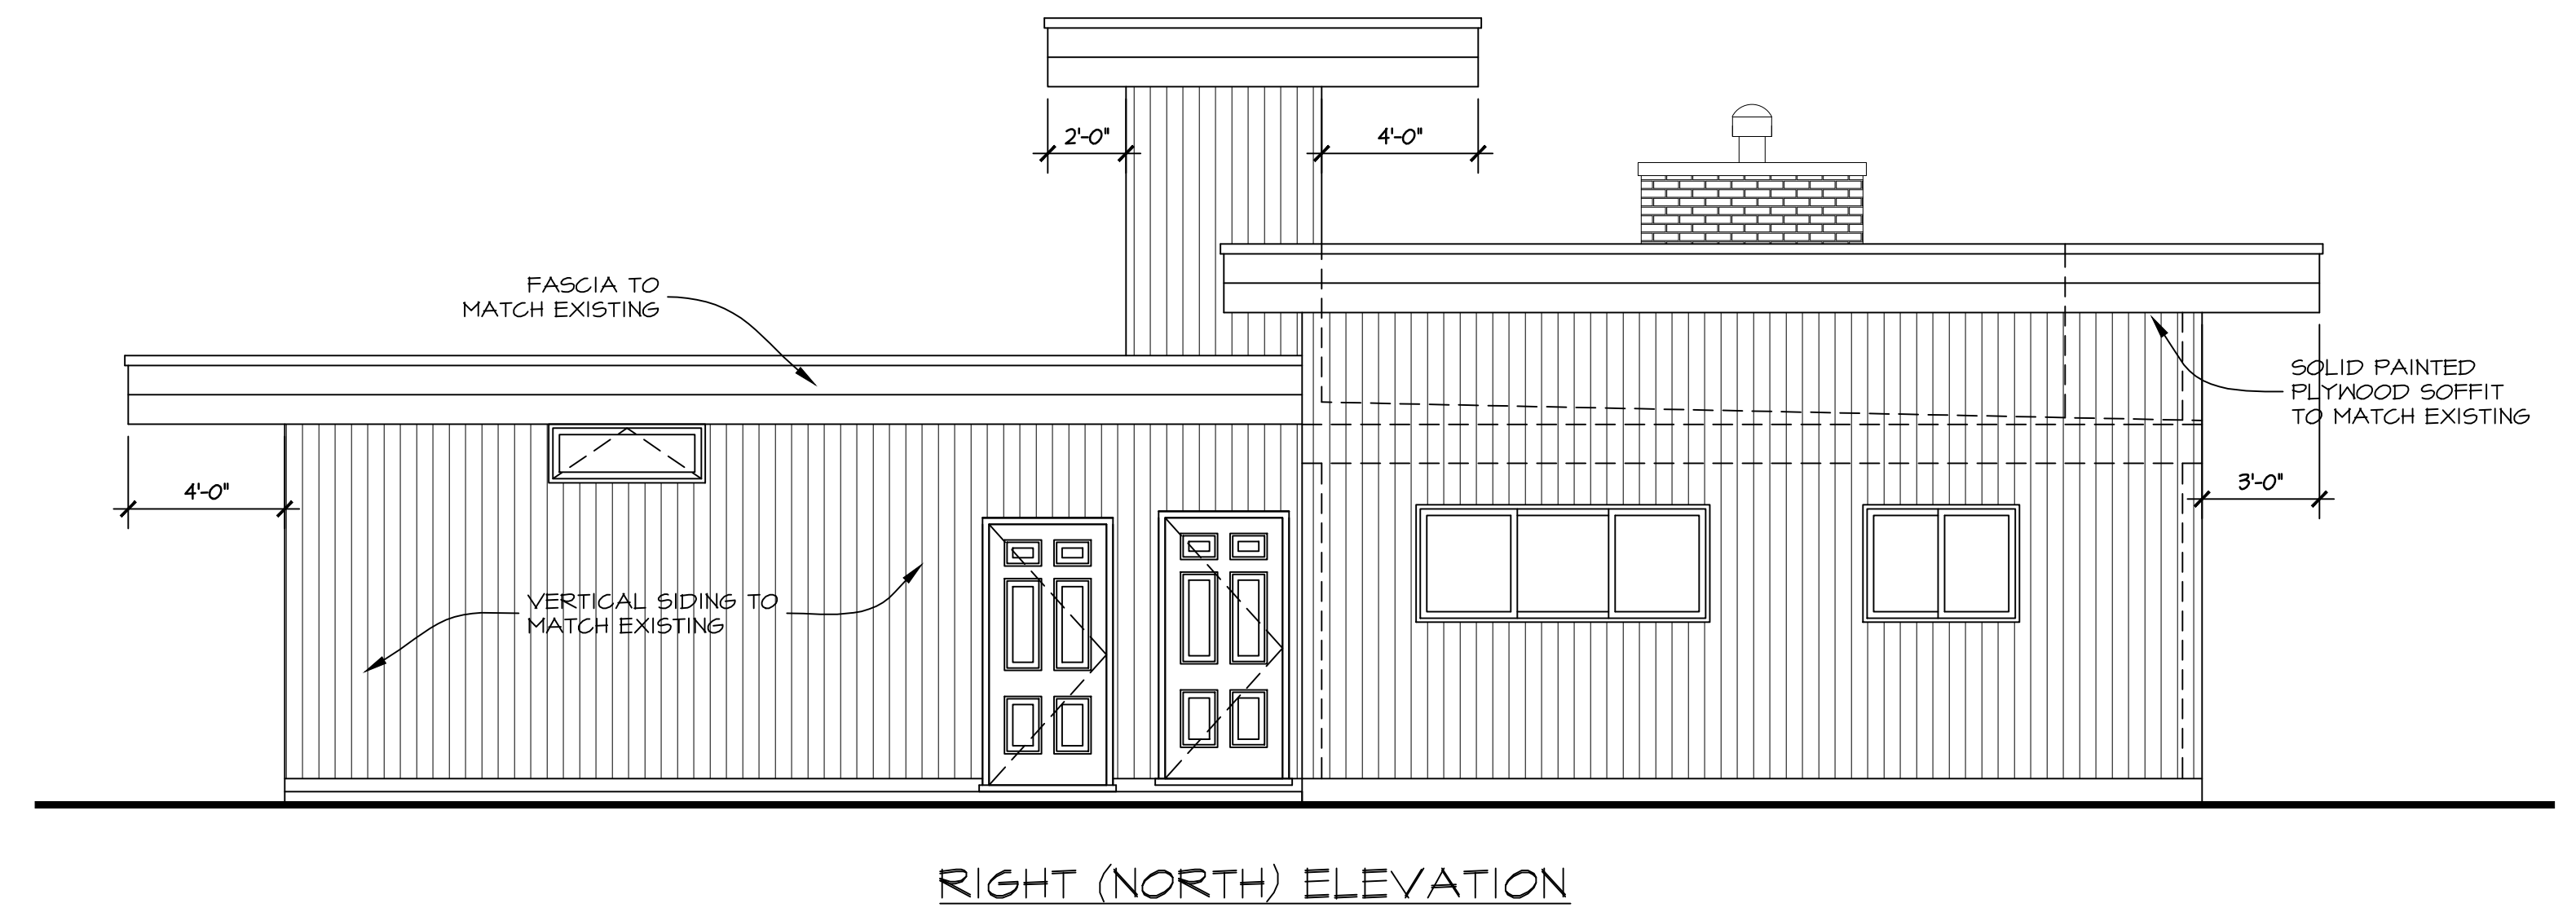 2'-0"
4'-0"
FASCIA TO
MATCH EXISTING
SOLID PAINTED
PLYWOOD SOFFIT
TO MATCH EXISTING
4'-0"
3'-0"
VERTICAL SIDING TO
MATCH EXISTING
RIGHT (NORTH) ELEVATION